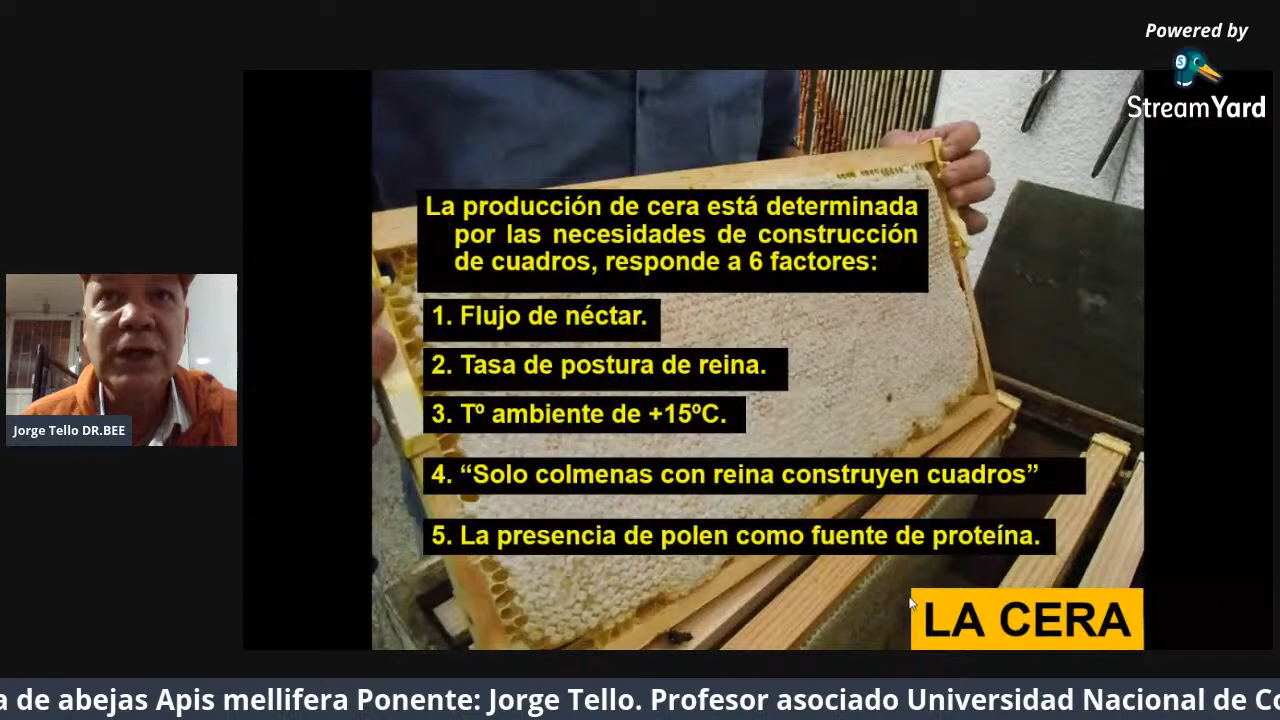 Powered by
StreamYard
La producción de cera está determinada
por las necesidades de construcción
de cuadros, responde a 6 factores:
1. Flujo de néctar.
2. Tasa de postura de reina.
3. Tº ambiente de +15ºC.
4. “Solo colmenas con reina construyen cuadros”
5. La presencia de polen como fuente de proteína.
LA CERA
Jorge Tello DR.BEE
a de abejas Apis mellifera Ponente: Jorge Tello. Profesor asociado Universidad Nacional de Co